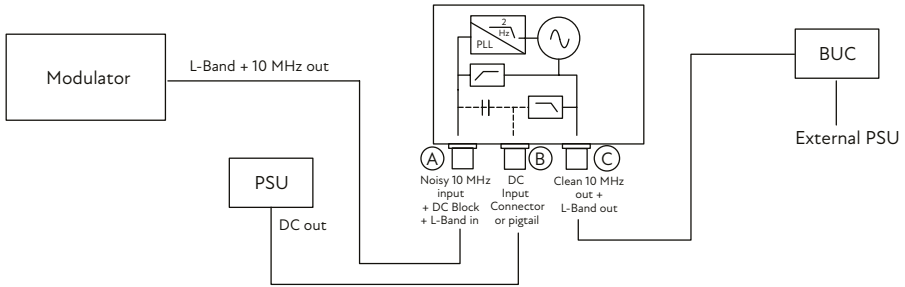 2
Hz
PLL
Modulator
L-Band + 10 MHz out
BUC
External PSU
A
B
C
PSU
DC out
Noisy 10 MHz
input
+ DC Block
+ L-Band in
DC
Input
Connector
or pigtail
Clean 10 MHz
out +
L-Band out